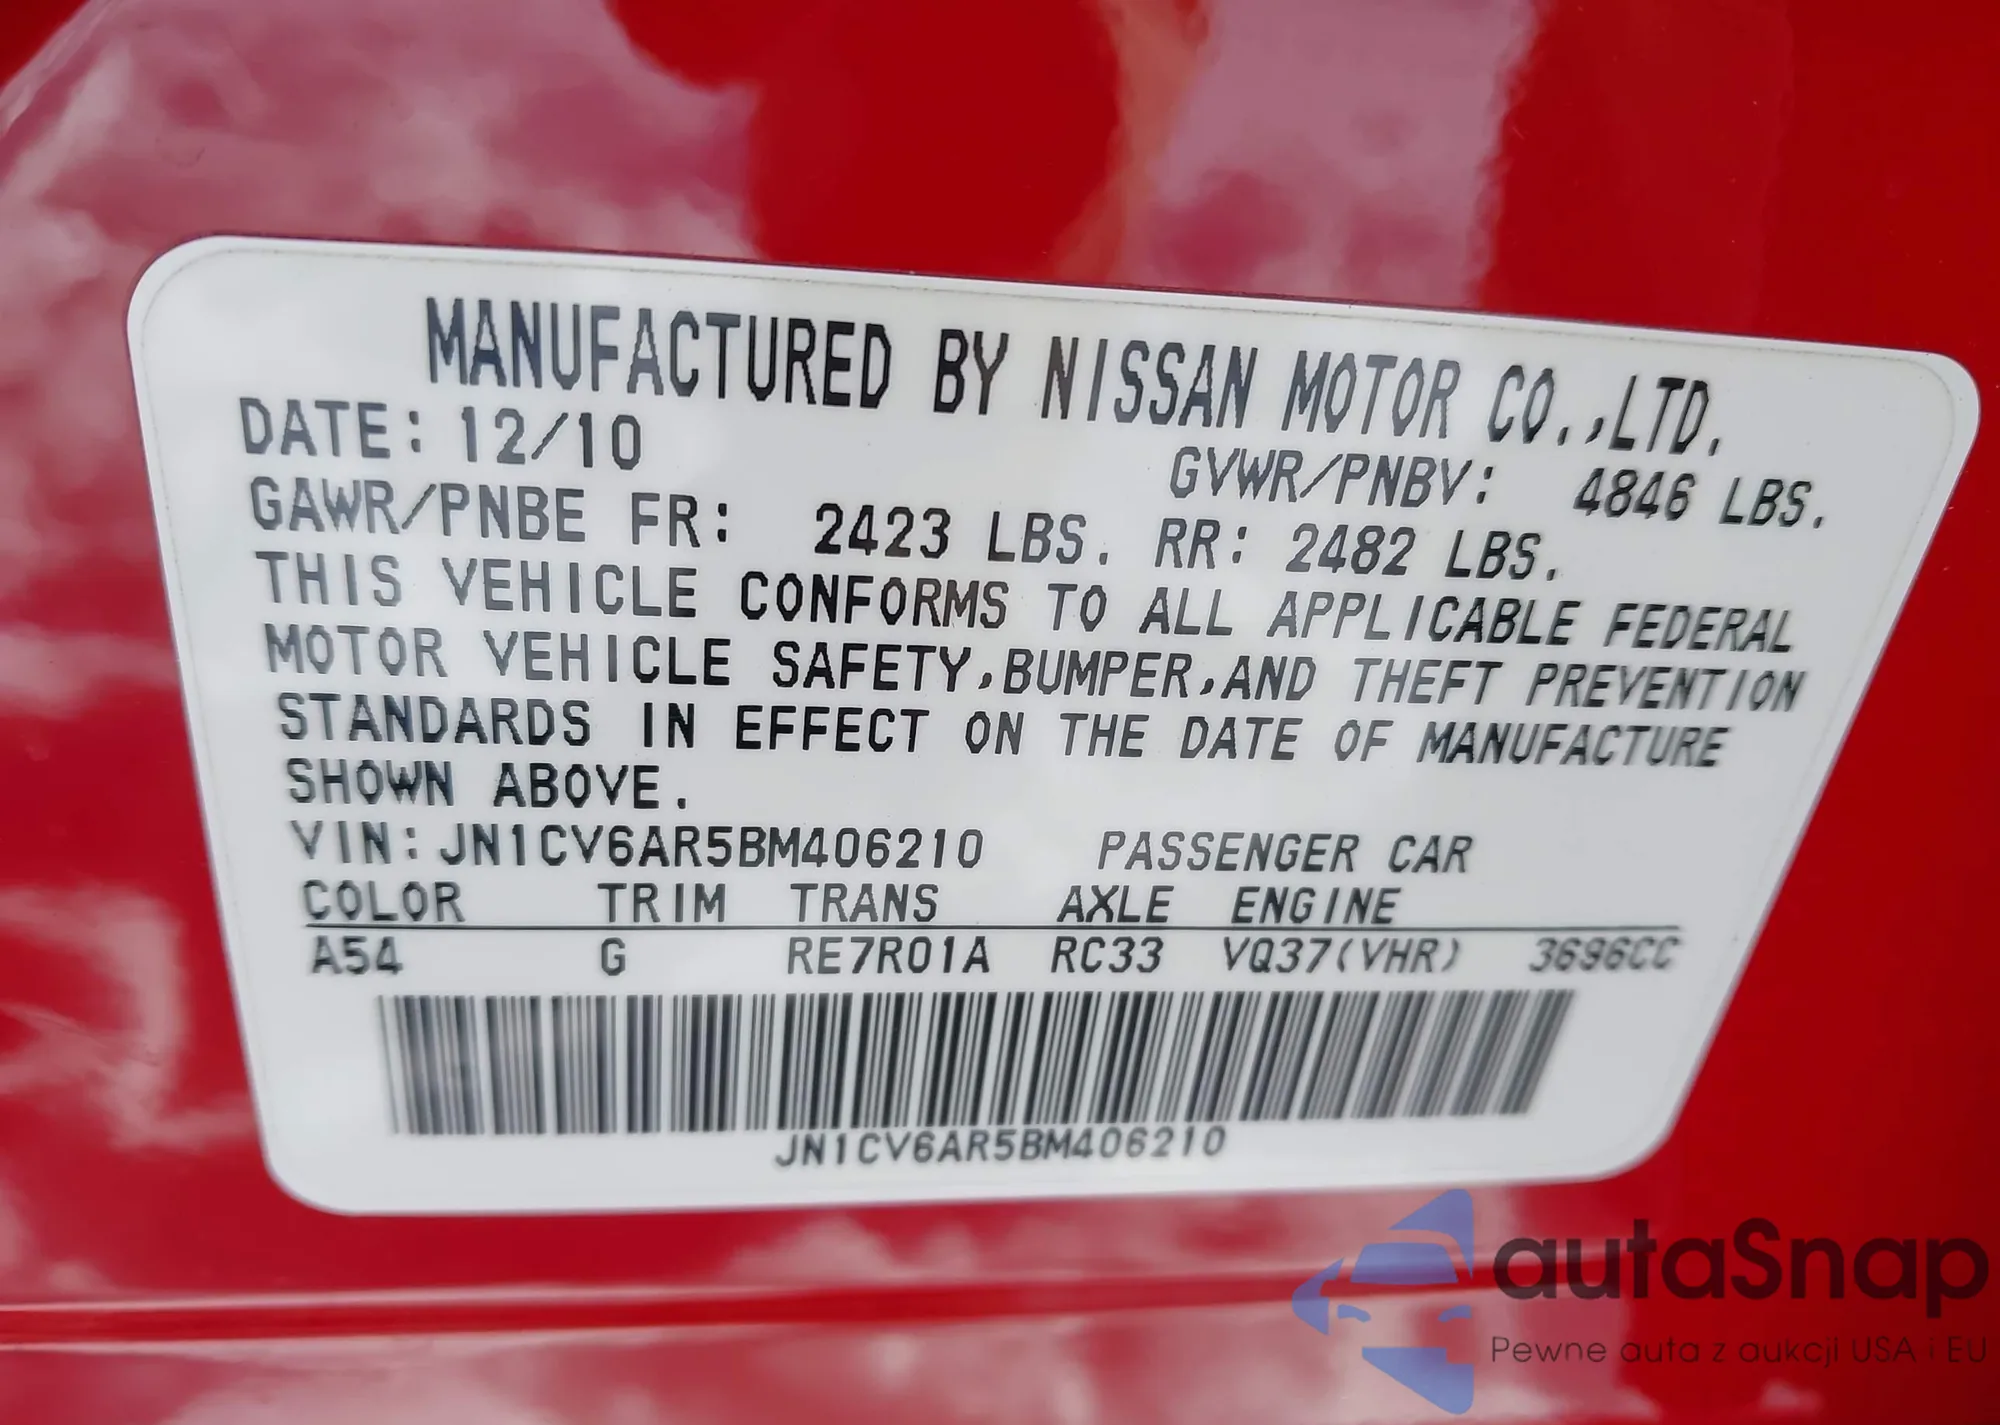 MANUFACTURED BY NISSAN MOTOR CO.,LTD.
DATE: 12/10 GVWR/PNBV: 4846 LBS.
GAWR/PNBE FR: 2423 LBS. RR: 2482 LBS.
THIS VEHICLE CONFORMS TO ALL APPLICABLE FEDERAL
MOTOR VEHICLE SAFETY,BUMPER,AND THEFT PREVENTION
STANDARDS IN EFFECT ON THE DATE OF MANUFACTURE
SHOWN ABOVE.
VIN:JN1CV6AR5BM406210 PASSENGER CAR
COLOR TRIM TRANS AXLE ENGINE
A54 G RE7R01A RC33 VQ37(VHR) 3696CC
JN1CV6AR5BM406210
autaSnap
Pewne auta z aukcji USA i EU